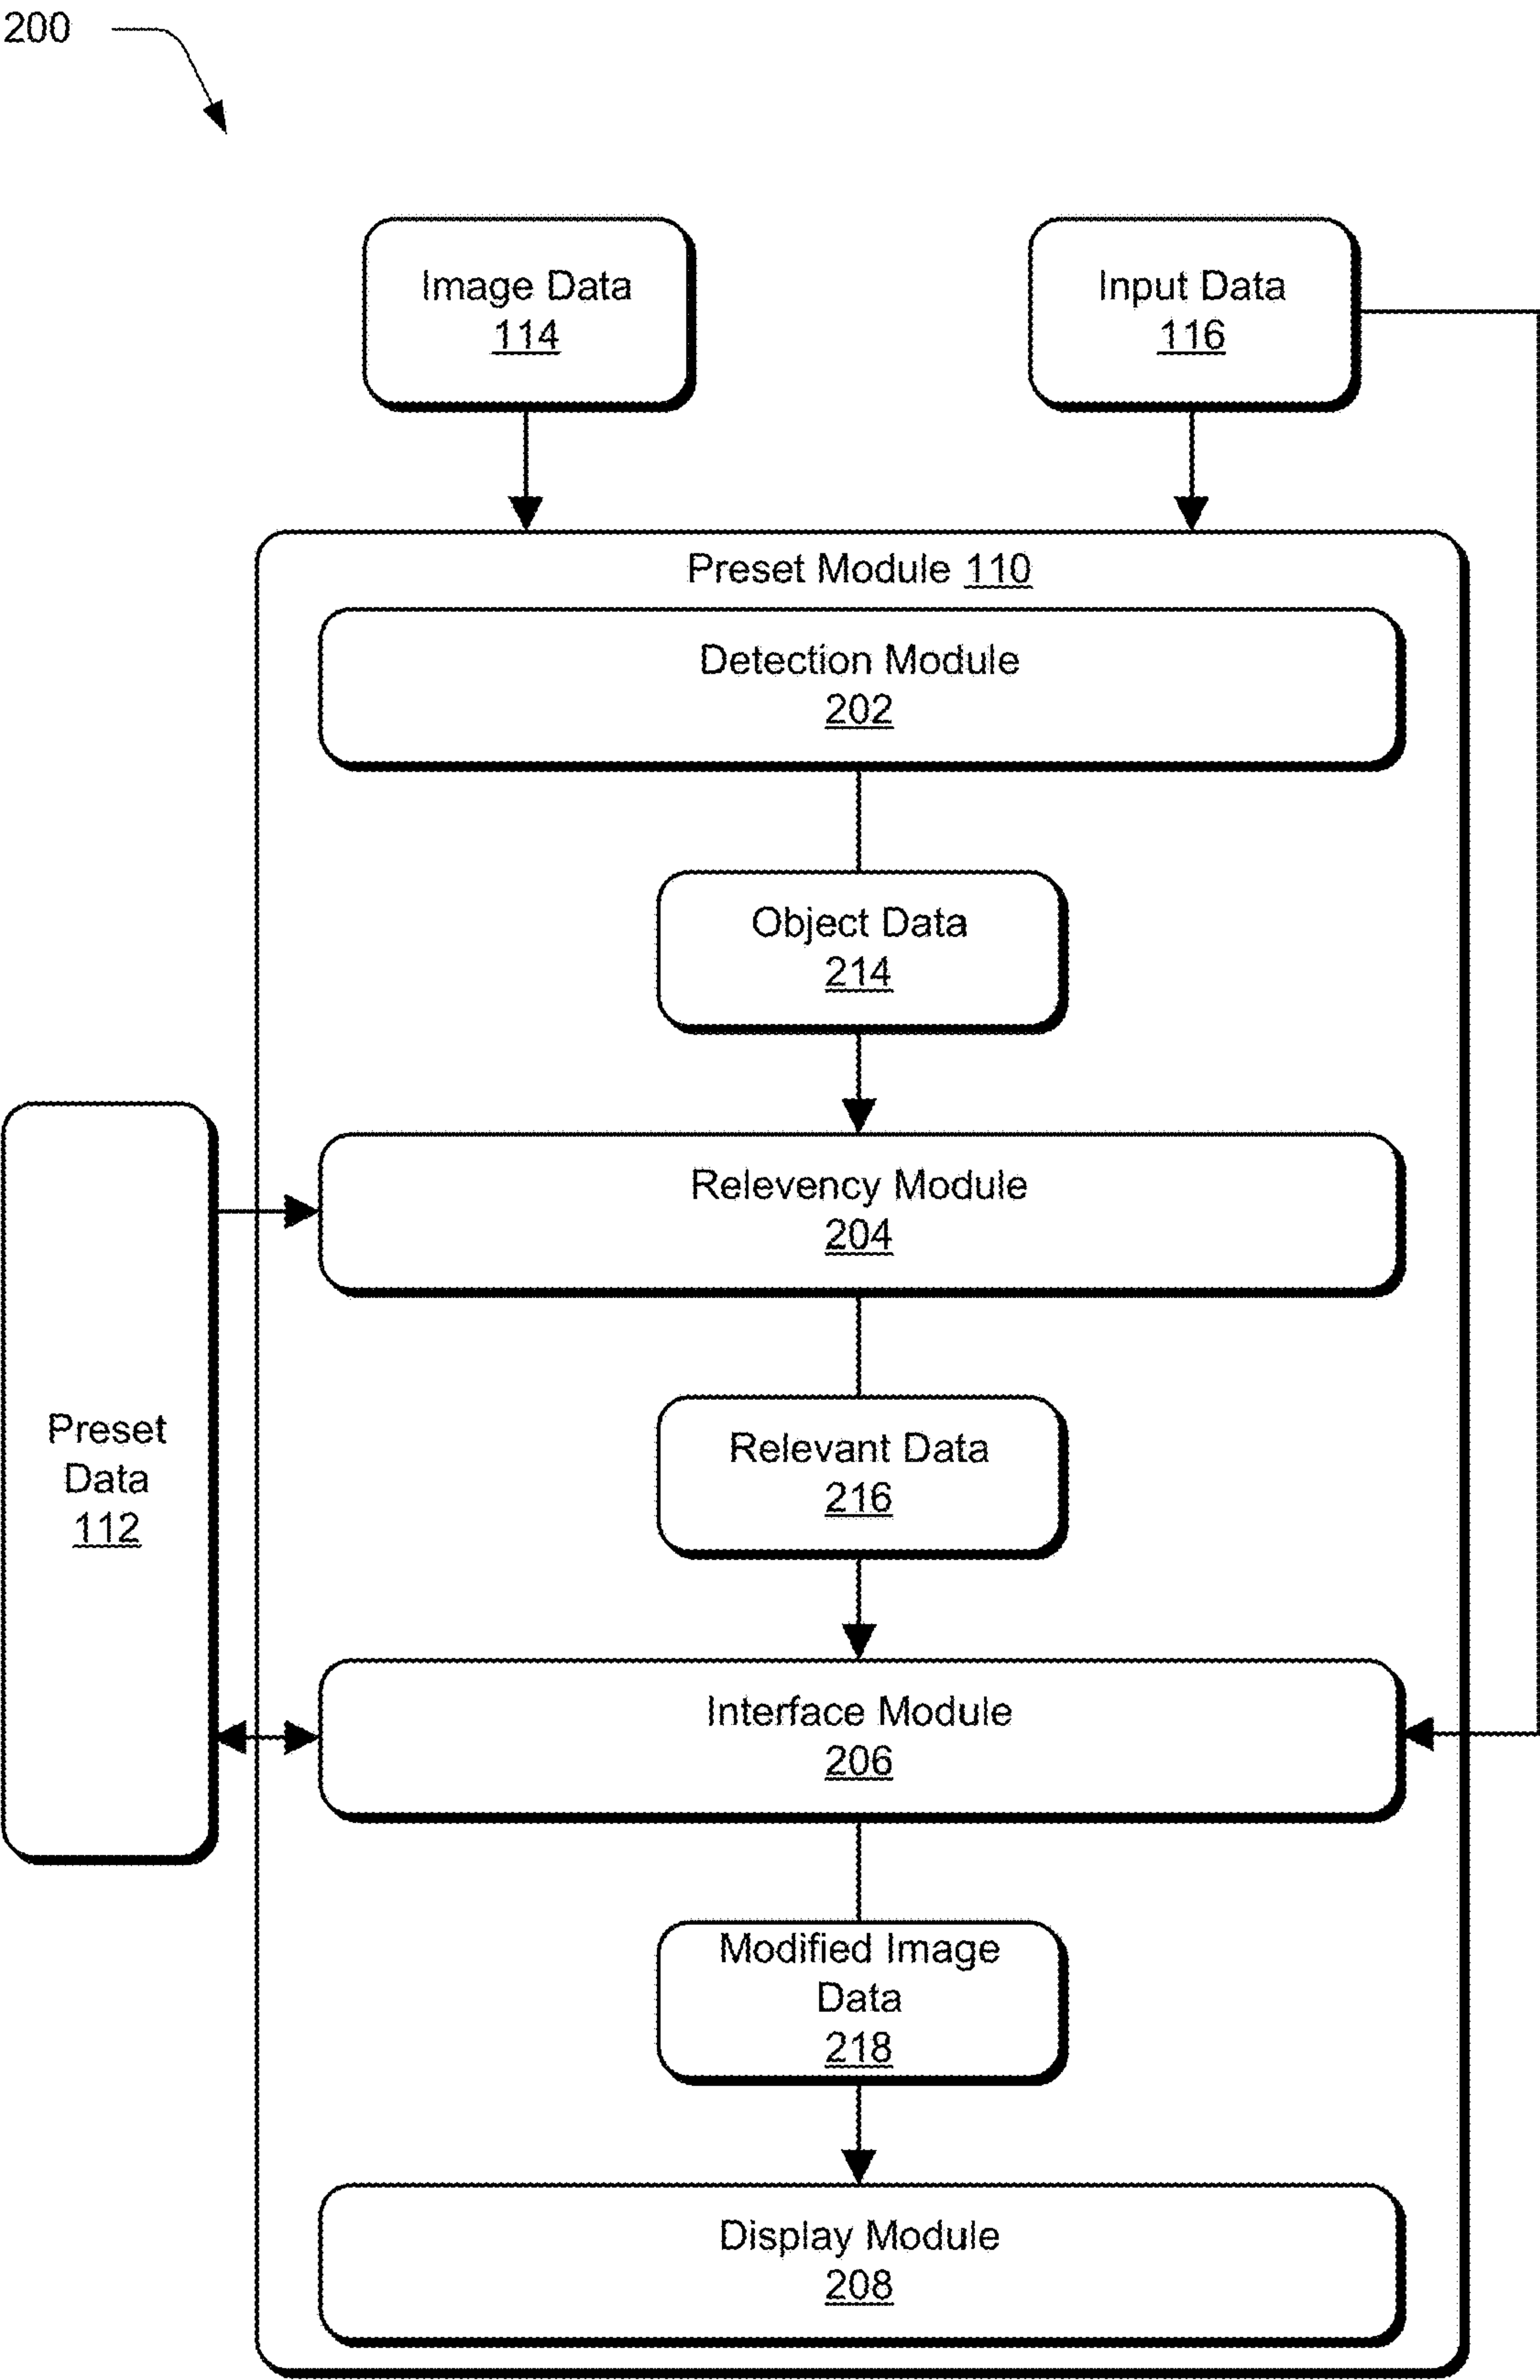 200
Image Data
114
Input Data
116
Preset Module 110
Detection Module
202
Object Data
214
Relevency Module
204
Preset
Data
112
Relevant Data
216
Interface Module
206
Modified Image
Data
218
Display Module
208